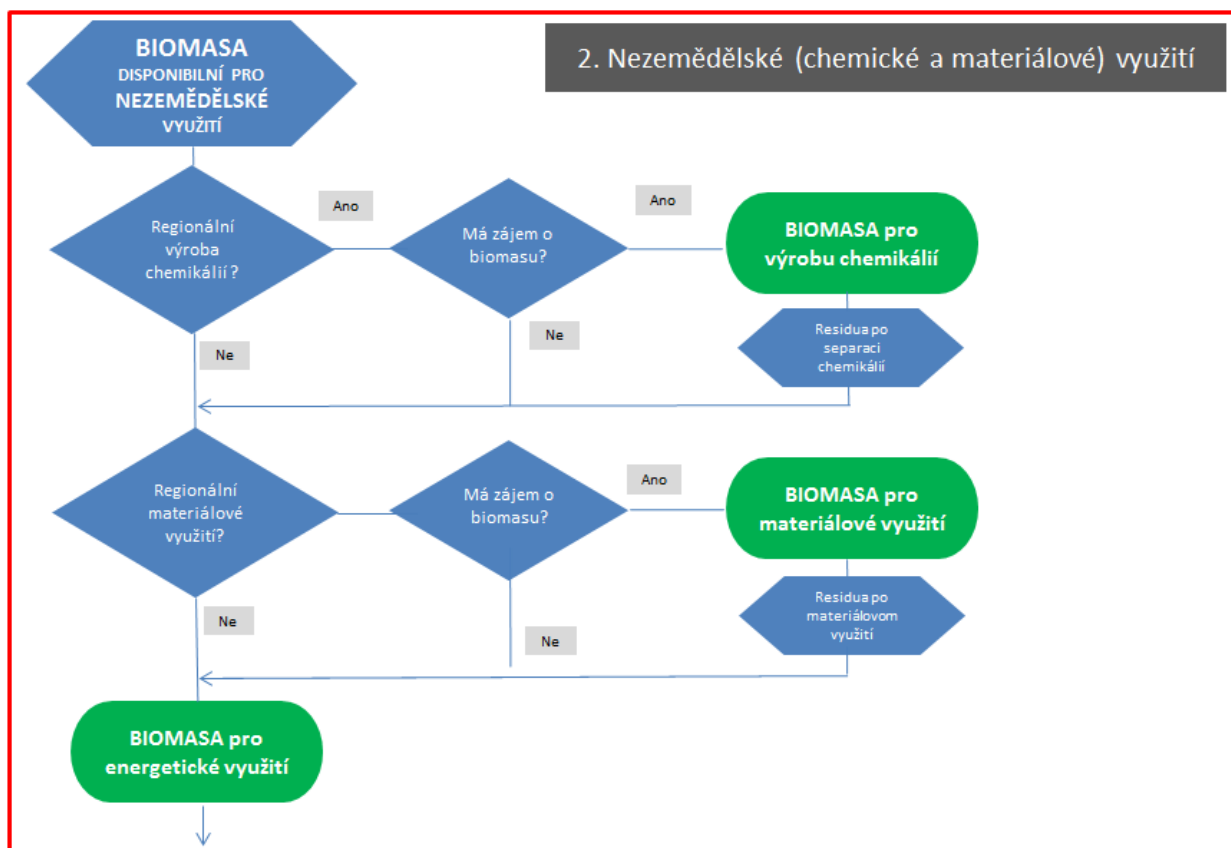 BIOMASA
DISPONIBILNÍ PRO
NEZEMĚDĚLSKÉ
VYUŽITÍ
2. Nezemědělské (chemické a materiálové) využití
Regionální
výroba
chemikálií?
Ano
Má zájem o
biomasu?
Ano
BIOMASA pro
výrobu chemikálií
Ne
Ne
Residua po
separaci
chemikálií
Regionální
materiálové
využití?
Má zájem o
biomasu?
Ano
BIOMASA pro
materiálové využití
Ne
Ne
Residua po
materiálovom
využití
BIOMASA pro
energetické využití